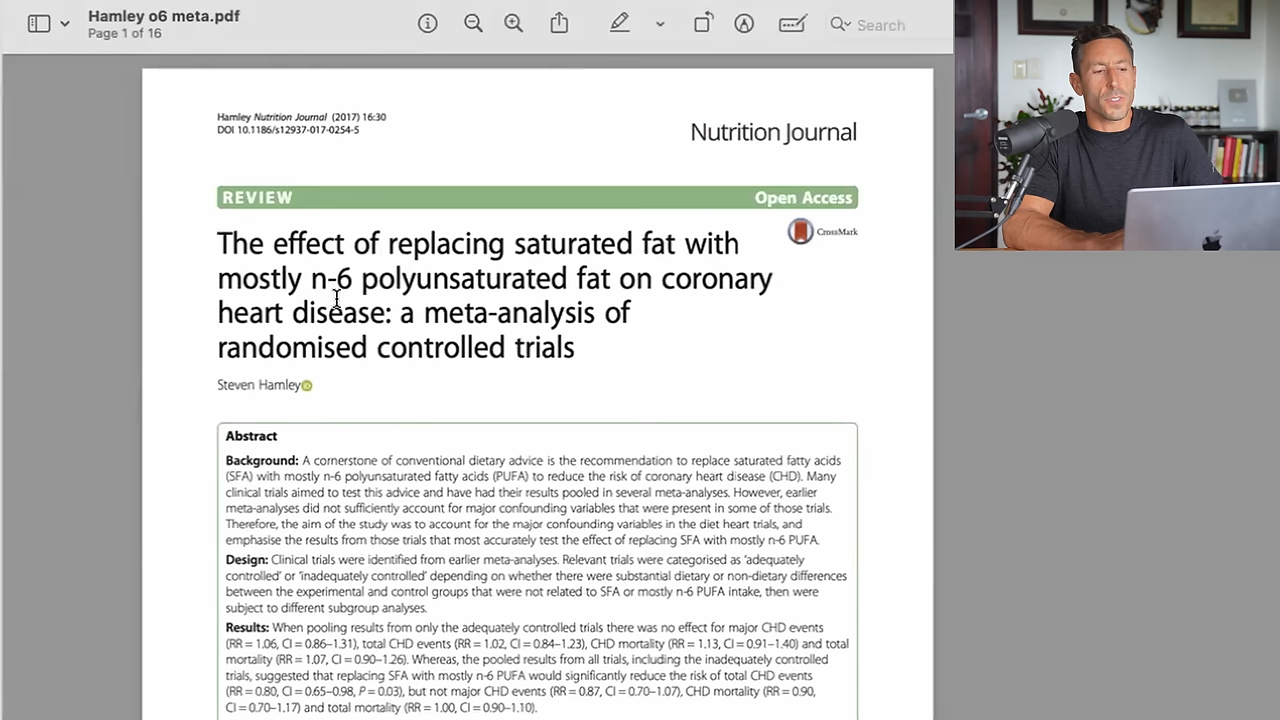 Hamley o6 meta.pdf
Page 1 of 16
Search
Hamley Nutrition Journal (2017) 16:30
DOI 10.1186/s12937-017-0254-5
Nutrition Journal
REVIEW
Open Access
CrossMark
The effect of replacing saturated fat with
mostly n-6 polyunsaturated fat on coronary
heart disease: a meta-analysis of
randomised controlled trials
Steven Hamley
Abstract
Background: A cornerstone of conventional dietary advice is the recommendation to replace saturated fatty acids
(SFA) with mostly n-6 polyunsaturated fatty acids (PUFA) to reduce the risk of coronary heart disease (CHD). Many
clinical trials aimed to test this advice and have had their results pooled in several meta-analyses. However, earlier
meta-analyses did not sufficiently account for major confounding variables that were present in some of those trials.
Therefore, the aim of the study was to account for the major confounding variables in the diet heart trials, and
emphasise the results from those trials that most accurately test the effect of replacing SFA with mostly n-6 PUFA.
Design: Clinical trials were identified from earlier meta-analyses. Relevant trials were categorised as 'adequately
controlled' or 'inadequately controlled' depending on whether there were substantial dietary or non-dietary differences
between the experimental and control groups that were not related to SFA or mostly n-6 PUFA intake, then were
subject to different subgroup analyses.
Results: When pooling results from only the adequately controlled trials there was no effect for major CHD events
(RR = 1.06, CI = 0.86–1.31), total CHD events (RR = 1.02, CI = 0.84–1.23), CHD mortality (RR = 1.13, CI = 0.91–1.40) and total
mortality (RR = 1.07, CI = 0.90–1.26). Whereas, the pooled results from all trials, including the inadequately controlled
trials, suggested that replacing SFA with mostly n-6 PUFA would significantly reduce the risk of total CHD events
(RR = 0.80, CI = 0.65–0.98, P = 0.03), but not major CHD events (RR = 0.87, CI = 0.70–1.07), CHD mortality (RR = 0.90,
CI = 0.70–1.17) and total mortality (RR = 1.00, CI = 0.90–1.10).